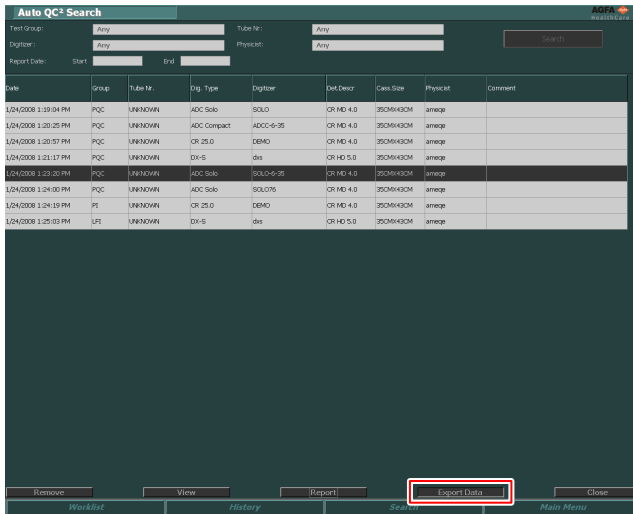 Auto QC² Search
AGFA
HealthCare
Test Group: Any Tube Nr: Any
Search
Digitizer: Any Physicist: Any
Report Date: Start End
Date Group Tube Nr. Dig. Type Digitizer Det.Descr Cass.Size Physicist Comment
1/24/2008 1:19:04 PM PQC UNKNOWN ADC Solo SOLO CR MD 4.0 35CMX43CM ameqe
1/24/2008 1:20:25 PM PQC UNKNOWN ADC Compact ADCC-6-35 CR MD 4.0 35CMX43CM ameqe
1/24/2008 1:20:57 PM PQC UNKNOWN CR 25.0 DEMO CR MD 4.0 35CMX43CM ameqe
1/24/2008 1:21:17 PM PQC UNKNOWN DX-S dxs CR HD 5.0 35CMX43CM ameqe
1/24/2008 1:23:20 PM PQC UNKNOWN ADC Solo SOLO-6-35 CR MD 4.0 35CMX43CM ameqe
1/24/2008 1:24:00 PM PQC UNKNOWN ADC Solo SOLO76 CR MD 4.0 35CMX43CM ameqe
1/24/2008 1:24:19 PM PI UNKNOWN CR 25.0 DEMO CR MD 4.0 35CMX43CM ameqe
1/24/2008 1:25:03 PM LFI UNKNOWN DX-S dxs CR HD 5.0 35CMX43CM ameqe
Remove View Report Export Data Close
Worklist History Search Main Menu